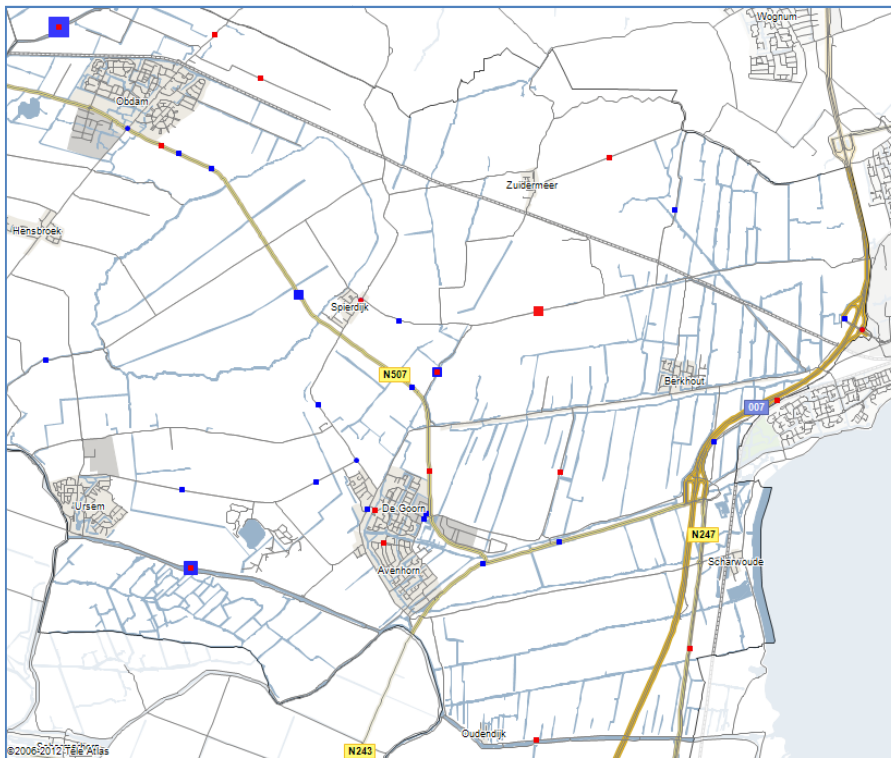 Wognum
Obdam
Zuidermeer
Hensbroek
Spierdijk
N507
Berkhout
007
Ursem
De Goorn
N247
Avenhorn
Scharwoude
Oudendijk
©2006-2012 Tele Atlas
N243